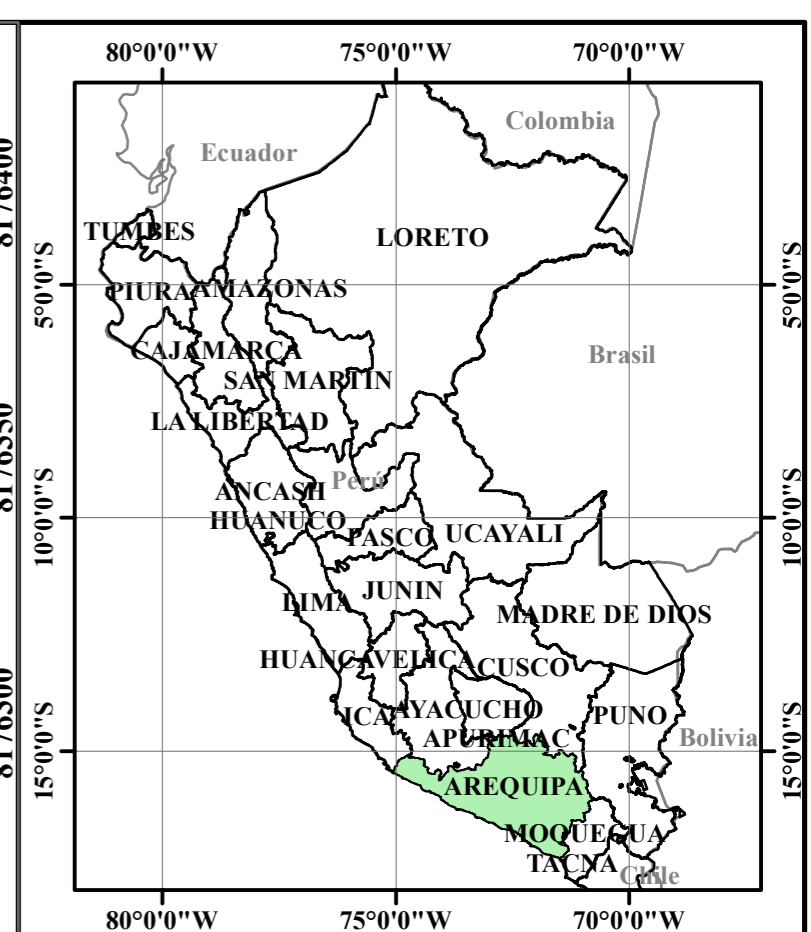 80°0'0"W 75°0'0"W 70°0'0"W
Colombia
Ecuador
TUMBES
LORETO
5°0'0"S
5°0'0"S
PIURA AMAZONAS
CAJAMARCA
Brasil
SAN MARTIN
LA LIBERTAD
Perú
ANCASH
HUANUCO
10°0'0"S
10°0'0"S
PASCO
UCAYALI
JUNIN
LIMA
MADRE DE DIOS
HUANCAVELICA
CUSCO
ICA
AYACUCHO
PUNO
APURIMAC
Bolivia
15°0'0"S
15°0'0"S
AREQUIPA
MOQUEGUA
TACNA
Chile
80°0'0"W 75°0'0"W 70°0'0"W
8176350
8176300